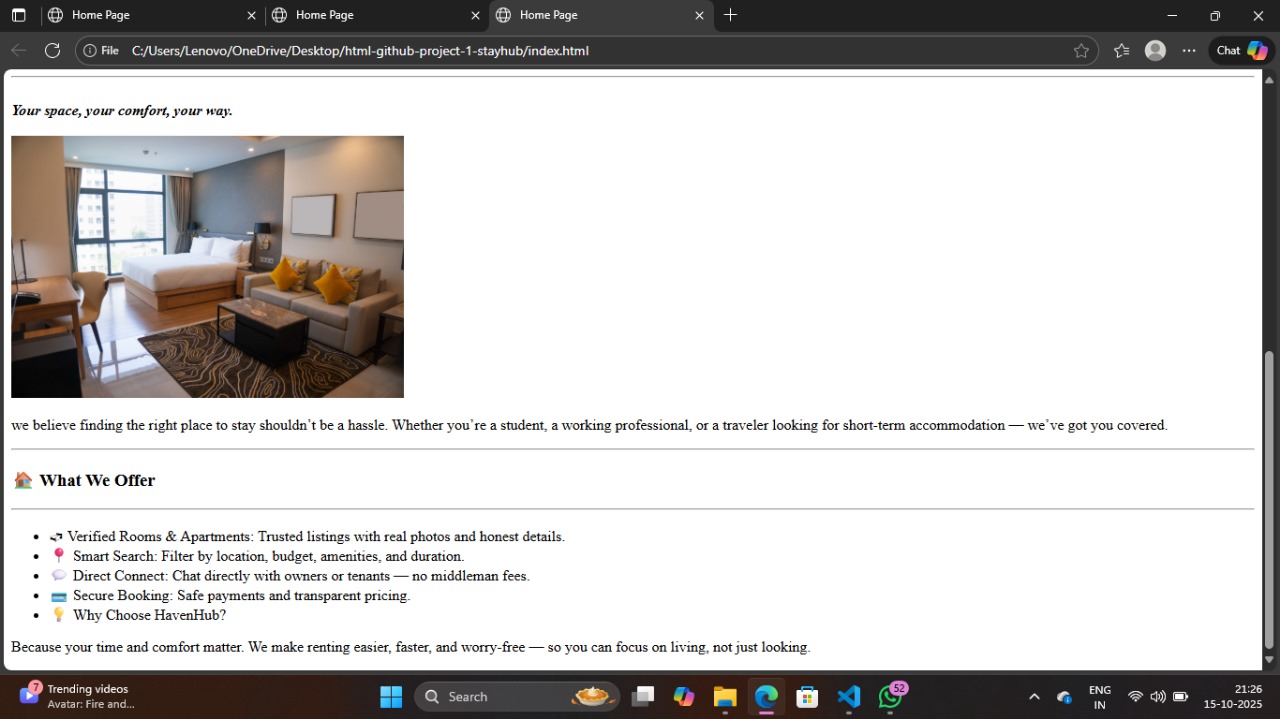 Home Page
Home Page
Home Page
File C:/Users/Lenovo/OneDrive/Desktop/html-github-project-1-stayhub/index.html
Chat
Your space, your comfort, your way.
we believe finding the right place to stay shouldn’t be a hassle. Whether you’re a student, a working professional, or a traveler looking for short-term accommodation — we’ve got you covered.
🏠 What We Offer
• 🛋 Verified Rooms & Apartments: Trusted listings with real photos and honest details.
• 📍 Smart Search: Filter by location, budget, amenities, and duration.
• 💬 Direct Connect: Chat directly with owners or tenants — no middleman fees.
• 💳 Secure Booking: Safe payments and transparent pricing.
• 💡 Why Choose HavenHub?
Because your time and comfort matter. We make renting easier, faster, and worry-free — so you can focus on living, not just looking.
7
Trending videos
Avatar: Fire and...
Search
52
ENG
IN
21:26
15-10-2025